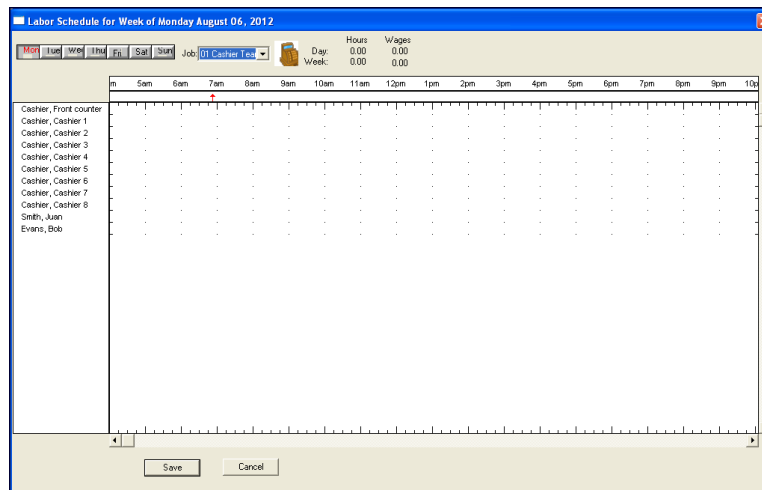 Labor Schedule for Week of Monday August 06, 2012
Hours Wages
Mon Tue Wed Thu Fri Sat Sun Job: 01 Cashier Tea Day: 0.00 0.00
Week: 0.00 0.00
m 5am 6am 7am 8am 9am 10am 11am 12pm 1pm 2pm 3pm 4pm 5pm 6pm 7pm 8pm 9pm 10p
Cashier, Front counter
Cashier, Cashier 1
Cashier, Cashier 2
Cashier, Cashier 3
Cashier, Cashier 4
Cashier, Cashier 5
Cashier, Cashier 6
Cashier, Cashier 7
Cashier, Cashier 8
Smith, Juan
Evans, Bob
Save Cancel